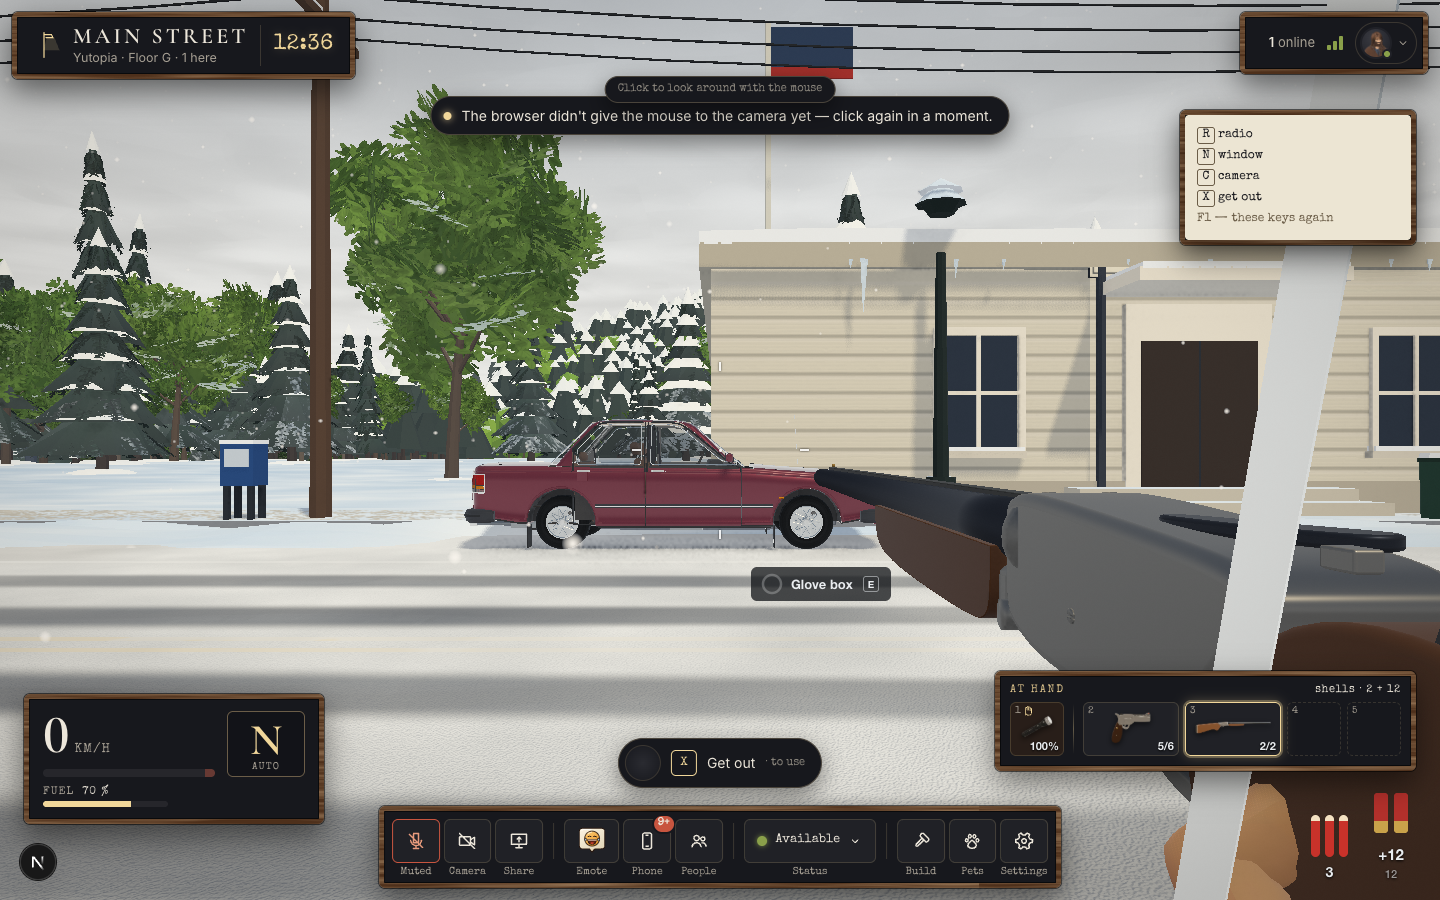 MAIN STREET
Yutopia · Floor G · 1 here
12:36
1 online
Click to look around with the mouse
The browser didn't give the mouse to the camera yet — click again in a moment.
R radio
N window
C camera
X get out
F1 — these keys again
Glove box E
0 KM/H
N
AUTO
FUEL 70 %
X Get out · to use
AT HAND
shells · 2 + 12
1 100%
2 5/6
3 2/2
4
5
9+
Available
Muted
Camera
Share
Emote
Phone
People
Status
Build
Pets
Settings
N
3
+12
12